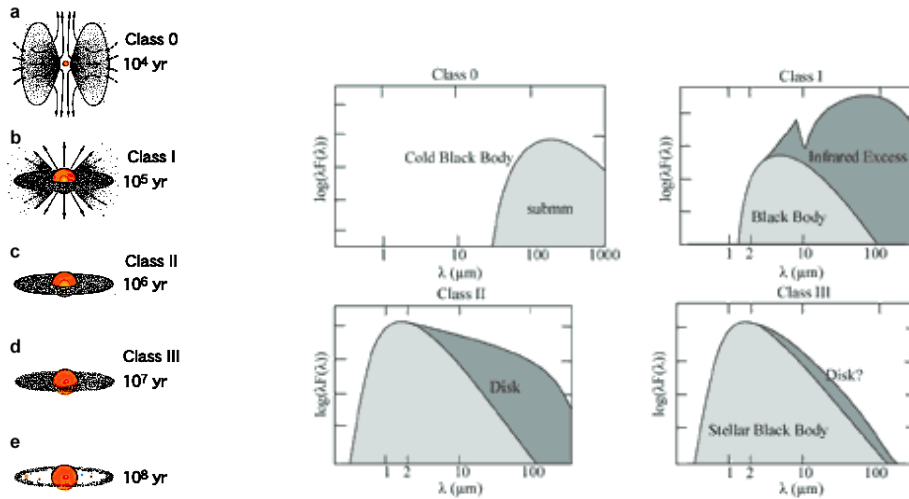 a
Class 0
10⁴ yr
b
Class I
10⁵ yr
c
Class II
10⁶ yr
d
Class III
10⁷ yr
e
10⁸ yr
Class 0
log(λF(λ))
Cold Black Body
submm
1 10 100 1000
λ (μm)
Class I
log(λF(λ))
Infrared Excess
Black Body
1 2 10 100
λ (μm)
Class II
log(λF(λ))
Disk
1 2 10 100
λ (μm)
Class III
log(λF(λ))
Disk?
Stellar Black Body
1 2 10 100
λ (μm)